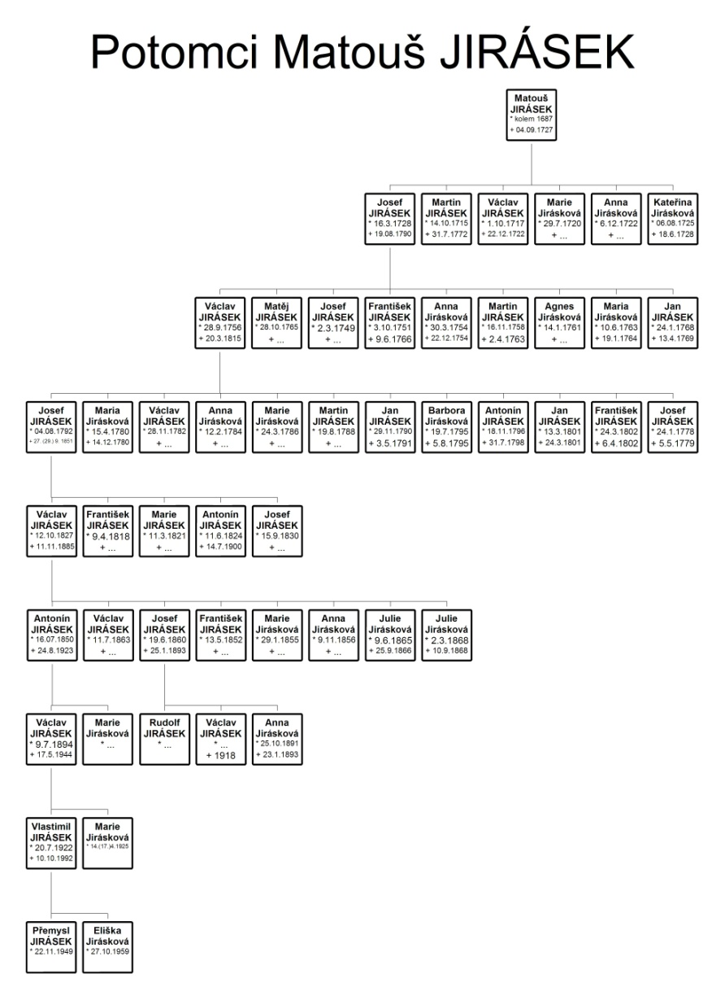 Potomci Matouš JIRÁSEK
Matouš
JIRÁSEK
* kolem 1687
+ 04.09.1727
Josef
JIRÁSEK
* 16.3.1728
+ 19.08.1790
Martin
JIRÁSEK
* 14.10.1715
+ 31.7.1772
Václav
JIRÁSEK
* 1.10.1717
+ 22.12.1722
Marie
Jirásková
* 29.7.1720
+ ...
Anna
Jirásková
* 6.12.1722
+ ...
Kateřina
Jirásková
* 06.08.1725
+ 18.6.1728
Václav
JIRÁSEK
* 28.9.1756
+ 20.3.1815
Matěj
JIRÁSEK
* 28.10.1765
+ ...
Josef
JIRÁSEK
* 2.3.1749
+ ...
František
JIRÁSEK
* 3.10.1751
+ 9.6.1766
Anna
Jirásková
* 30.3.1754
+ 22.12.1754
Martin
JIRÁSEK
* 16.11.1758
+ 2.4.1763
Agnes
Jirásková
* 14.1.1761
+ ...
Maria
Jirásková
* 10.6.1763
+ 19.1.1764
Jan
JIRÁSEK
* 24.1.1768
+ 13.4.1769
Josef
JIRÁSEK
* 04.08.1792
+ 27. (29.) 9. 1851
Maria
Jirásková
* 15.4.1780
+ 14.12.1780
Václav
JIRÁSEK
* 28.11.1782
+ ...
Anna
Jirásková
* 12.2.1784
+ ...
Marie
Jirásková
* 24.3.1786
+ ...
Martin
JIRÁSEK
* 19.8.1788
+ ...
Jan
JIRÁSEK
* 29.11.1790
+ 3.5.1791
Barbora
Jirásková
* 19.7.1795
+ 5.8.1795
Antonín
JIRÁSEK
* 18.11.1796
+ 31.7.1798
Jan
JIRÁSEK
* 13.3.1801
+ 24.3.1801
František
JIRÁSEK
* 24.3.1802
+ 6.4.1802
Josef
JIRÁSEK
* 24.1.1778
+ 5.5.1779
Václav
JIRÁSEK
* 12.10.1827
+ 11.11.1885
František
JIRÁSEK
* 9.4.1818
+ ...
Marie
JIRÁSEK
* 11.3.1821
+ ...
Antonín
JIRÁSEK
* 11.6.1824
+ 14.7.1900
Josef
JIRÁSEK
* 15.9.1830
+ ...
Antonín
JIRÁSEK
* 16.07.1850
+ 24.8.1923
Václav
JIRÁSEK
* 11.7.1863
+ ...
Josef
JIRÁSEK
* 19.6.1860
+ 25.1.1893
František
JIRÁSEK
* 13.5.1852
+ ...
Marie
Jirásková
* 29.1.1855
+ ...
Anna
Jirásková
* 9.11.1856
+ ...
Julie
Jirásková
* 9.6.1865
+ 25.9.1866
Julie
Jirásková
* 2.3.1868
+ 10.9.1868
Václav
JIRÁSEK
* 9.7.1894
+ 17.5.1944
Marie
Jirásková
* ...
Rudolf
JIRÁSEK
* ...
Václav
JIRÁSEK
* ...
+ 1918
Anna
Jirásková
* 25.10.1891
+ 23.1.1893
Vlastimil
JIRÁSEK
* 20.7.1922
+ 10.10.1992
Marie
Jirásková
* 14.(17.)4.1925
Přemysl
JIRÁSEK
* 22.11.1949
Eliška
Jirásková
* 27.10.1959